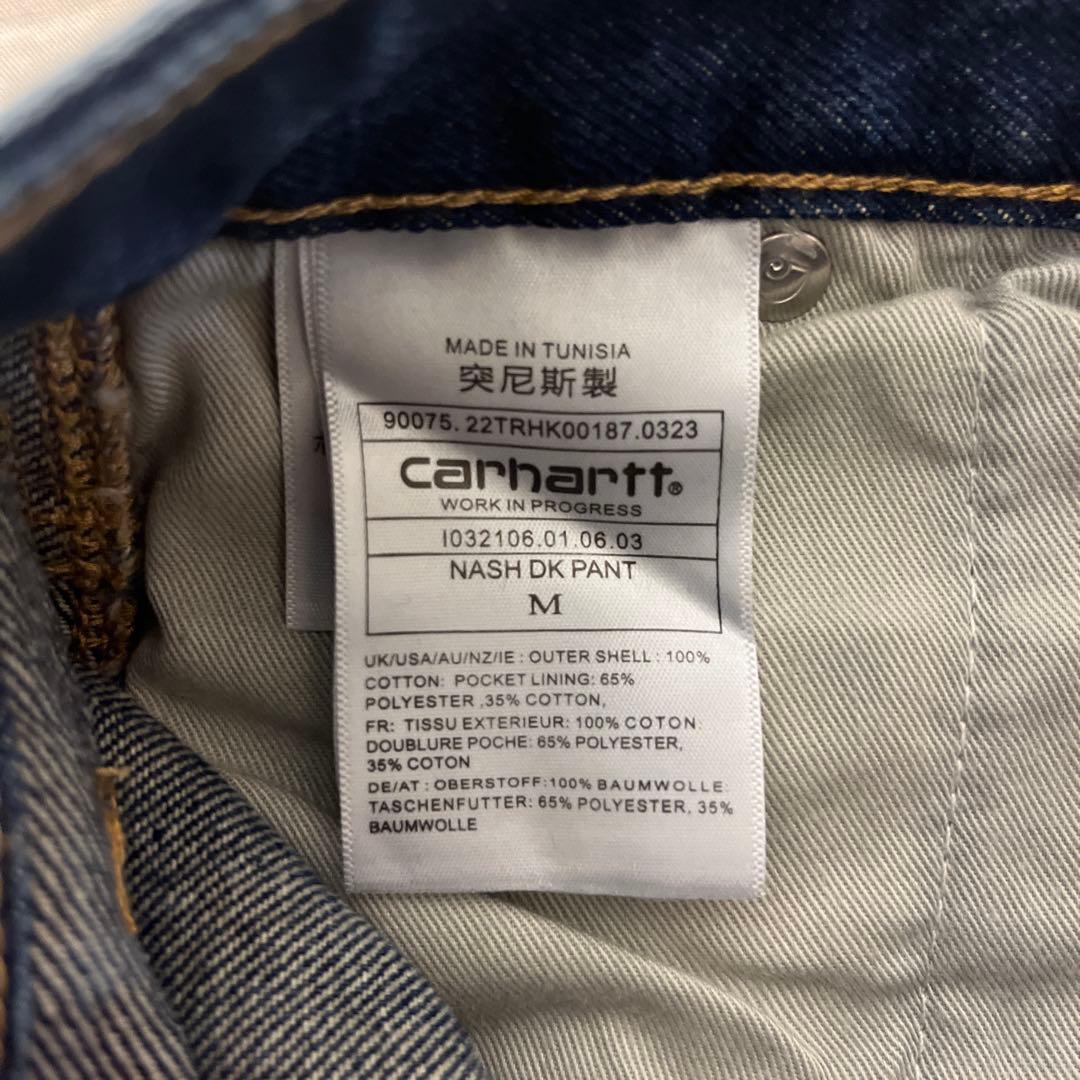 MADE IN TUNISIA
突尼斯製
90075.22TRHK00187.0323
carhartt®
WORK IN PROGRESS
I032106.01.06.03
NASH DK PANT
M
UK/USA/AU/NZ/IE : OUTER SHELL : 100%
COTTON: POCKET LINING: 65%
POLYESTER ,35% COTTON,
FR: TISSU EXTERIEUR: 100% COTON:
DOUBLURE POCHE: 65% POLYESTER,
35% COTON
DE/AT : OBERSTOFF:100% BAUMWOLLE:
TASCHENFUTTER: 65% POLYESTER, 35%
BAUMWOLLE